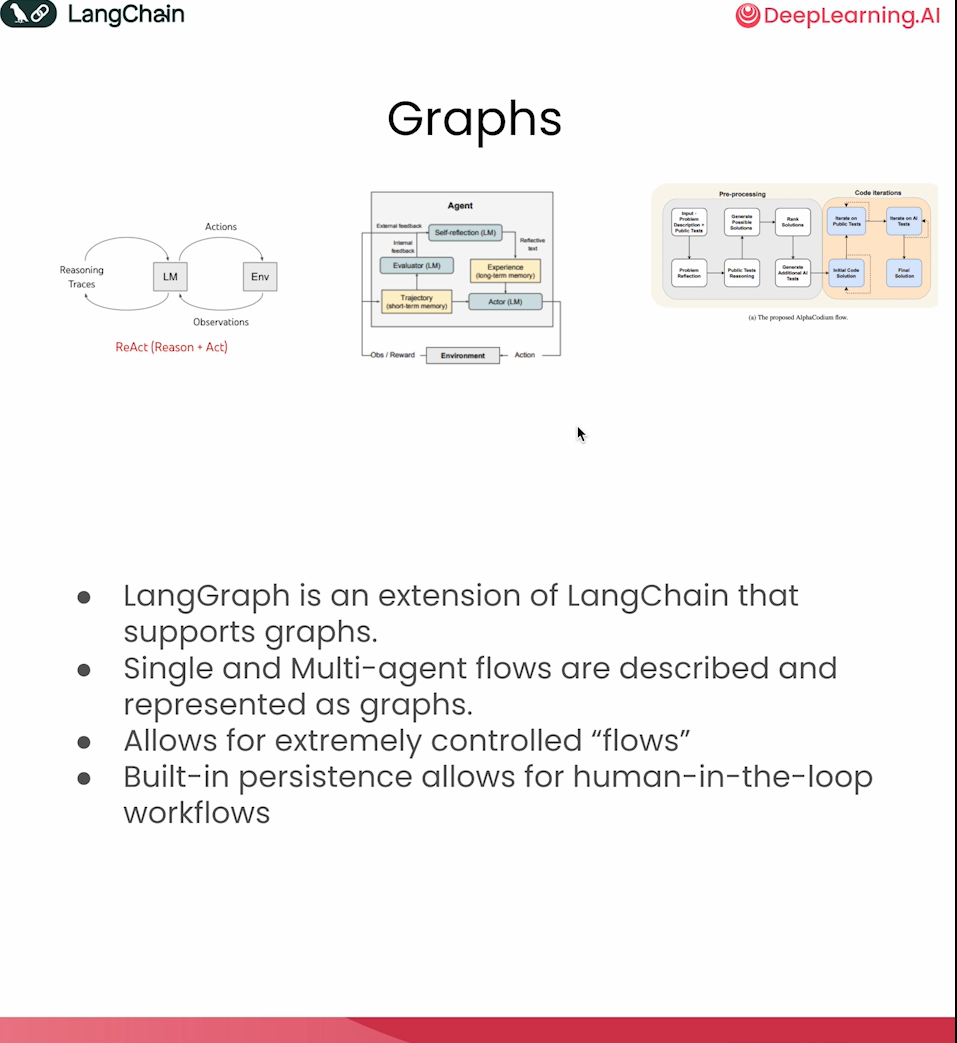 LangChain
DeepLearning.AI
Graphs
Actions
Reasoning
Traces
LM
Env
Observations
ReAct (Reason + Act)
Agent
External feedback
Self-reflection (LM)
Internal
feedback
Reflective
text
Evaluator (LM)
Experience
(long-term memory)
Trajectory
(short-term memory)
Actor (LM)
Obs / Reward
Environment
Action
Pre-processing
Code iterations
Input -
Problem
Description +
Public Tests
Generate
Possible
Solutions
Rank
Solutions
Iterate on
Public Tests
Iterate on AI
Tests
Problem
Reflection
Public Tests
Reasoning
Generate
Additional AI
Tests
Initial Code
Solution
Final
Solution
(a) The proposed AlphaCodium flow.
● LangGraph is an extension of LangChain that
supports graphs.
● Single and Multi-agent flows are described and
represented as graphs.
● Allows for extremely controlled “flows”
● Built-in persistence allows for human-in-the-loop
workflows